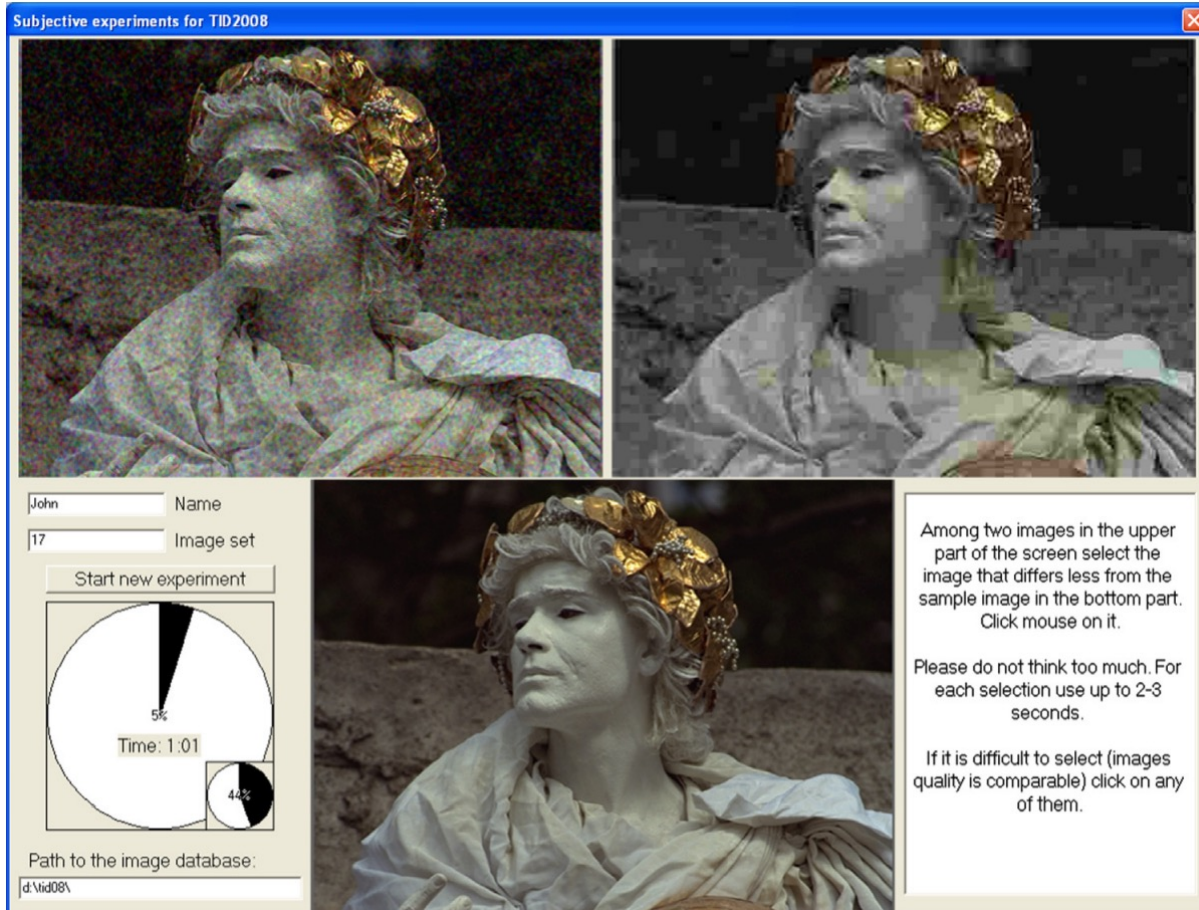 Subjective experiments for TID2008
John
Name
17
Image set
Start new experiment
5%
Time: 1:01
44%
Path to the image database:
d:\tid08\
Among two images in the upper
part of the screen select the
image that differs less from the
sample image in the bottom part.
Click mouse on it.
Please do not think too much. For
each selection use up to 2-3
seconds.
If it is difficult to select (images
quality is comparable) click on any
of them.